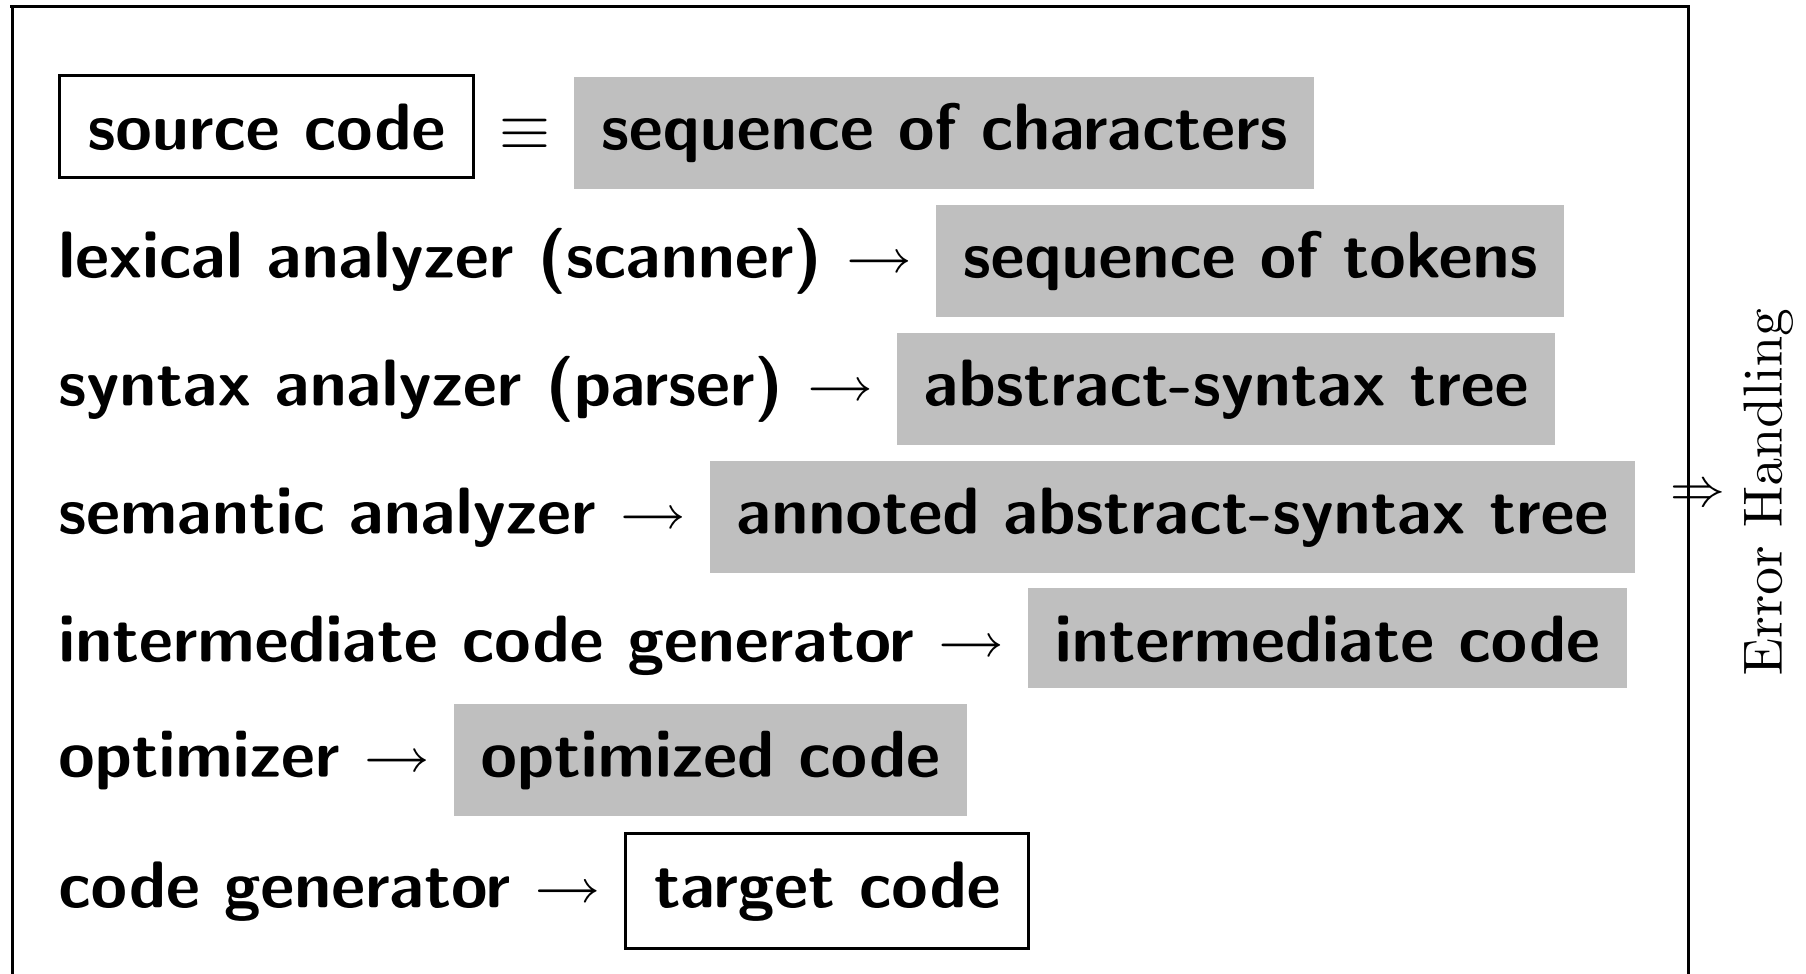 source code ≡ sequence of characters
lexical analyzer (scanner) → sequence of tokens
syntax analyzer (parser) → abstract-syntax tree
semantic analyzer → annoted abstract-syntax tree
intermediate code generator → intermediate code
optimizer → optimized code
code generator → target code
⇒ Error Handling